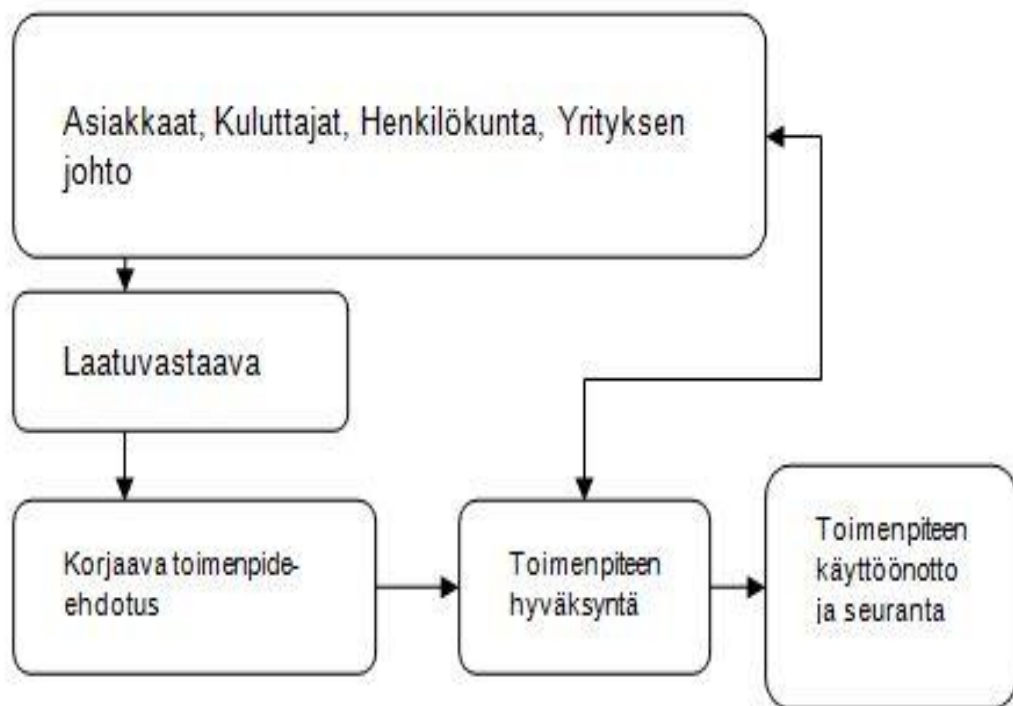 Asiakkaat, Kuluttajat, Henkilökunta, Yrityksen
johto
Laatuvastaava
Korjaava toimenpide-
ehdotus
Toimenpiteen
hyväksyntä
Toimenpiteen
käyttöönotto
ja seuranta